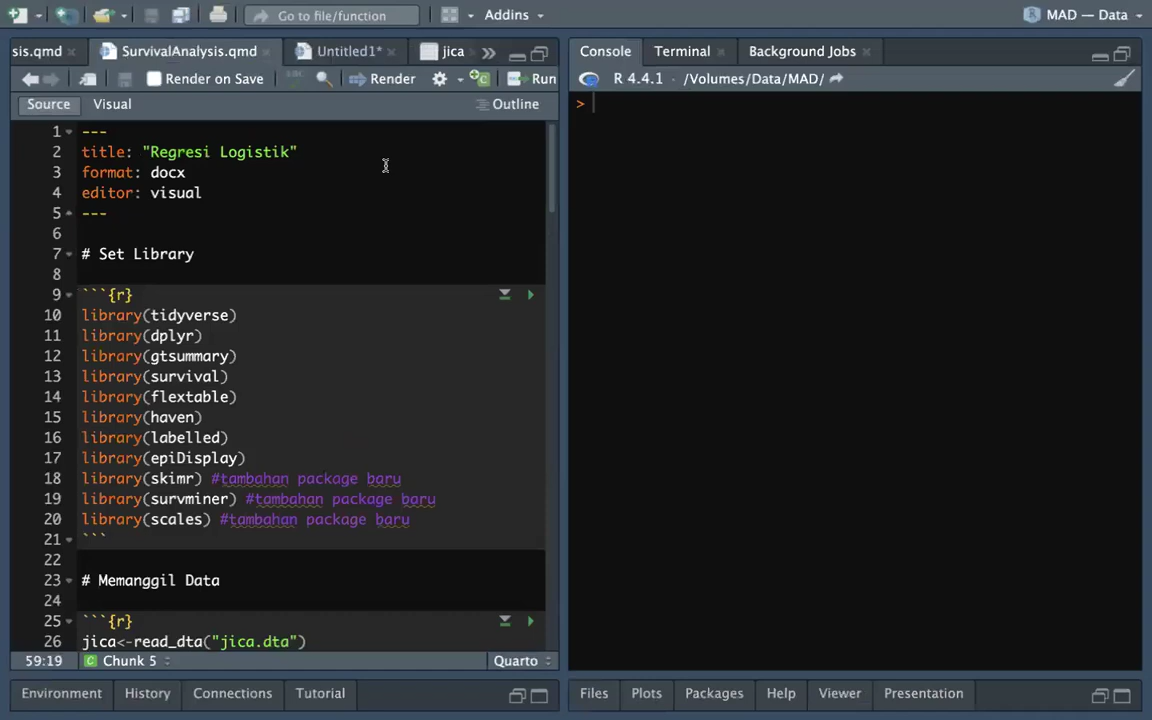 Go to file/function
Addins
MAD — Data
sis.qmd
SurvivalAnalysis.qmd
Untitled1*
jica
Console
Terminal
Background Jobs
Render on Save
Render
Run
R 4.4.1 · /Volumes/Data/MAD/
Source
Visual
Outline
>
1 ---
2 title: "Regresi Logistik"
3 format: docx
4 editor: visual
5 ---
6
7 # Set Library
8
9 ```{r}
10 library(tidyverse)
11 library(dplyr)
12 library(gtsummary)
13 library(survival)
14 library(flextable)
15 library(haven)
16 library(labelled)
17 library(epiDisplay)
18 library(skimr) #tambahan package baru
19 library(survminer) #tambahan package baru
20 library(scales) #tambahan package baru
21 ```
22
23 # Memanggil Data
24
25 ```{r}
26 jica<-read_dta("jica.dta")
59:19
C Chunk 5
Quarto
Environment
History
Connections
Tutorial
Files
Plots
Packages
Help
Viewer
Presentation